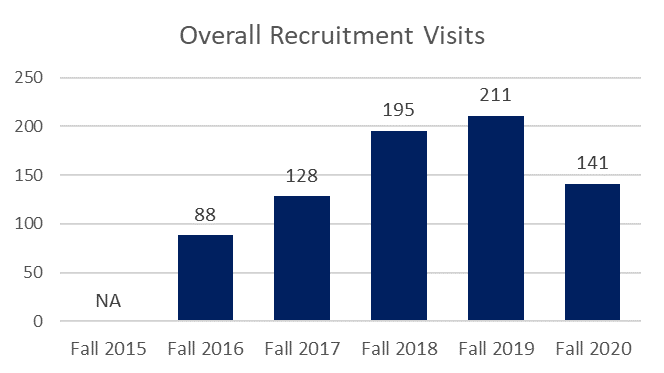 Overall Recruitment Visits
250
200
150
100
50
0
NA
88
128
195
211
141
Fall 2015
Fall 2016
Fall 2017
Fall 2018
Fall 2019
Fall 2020